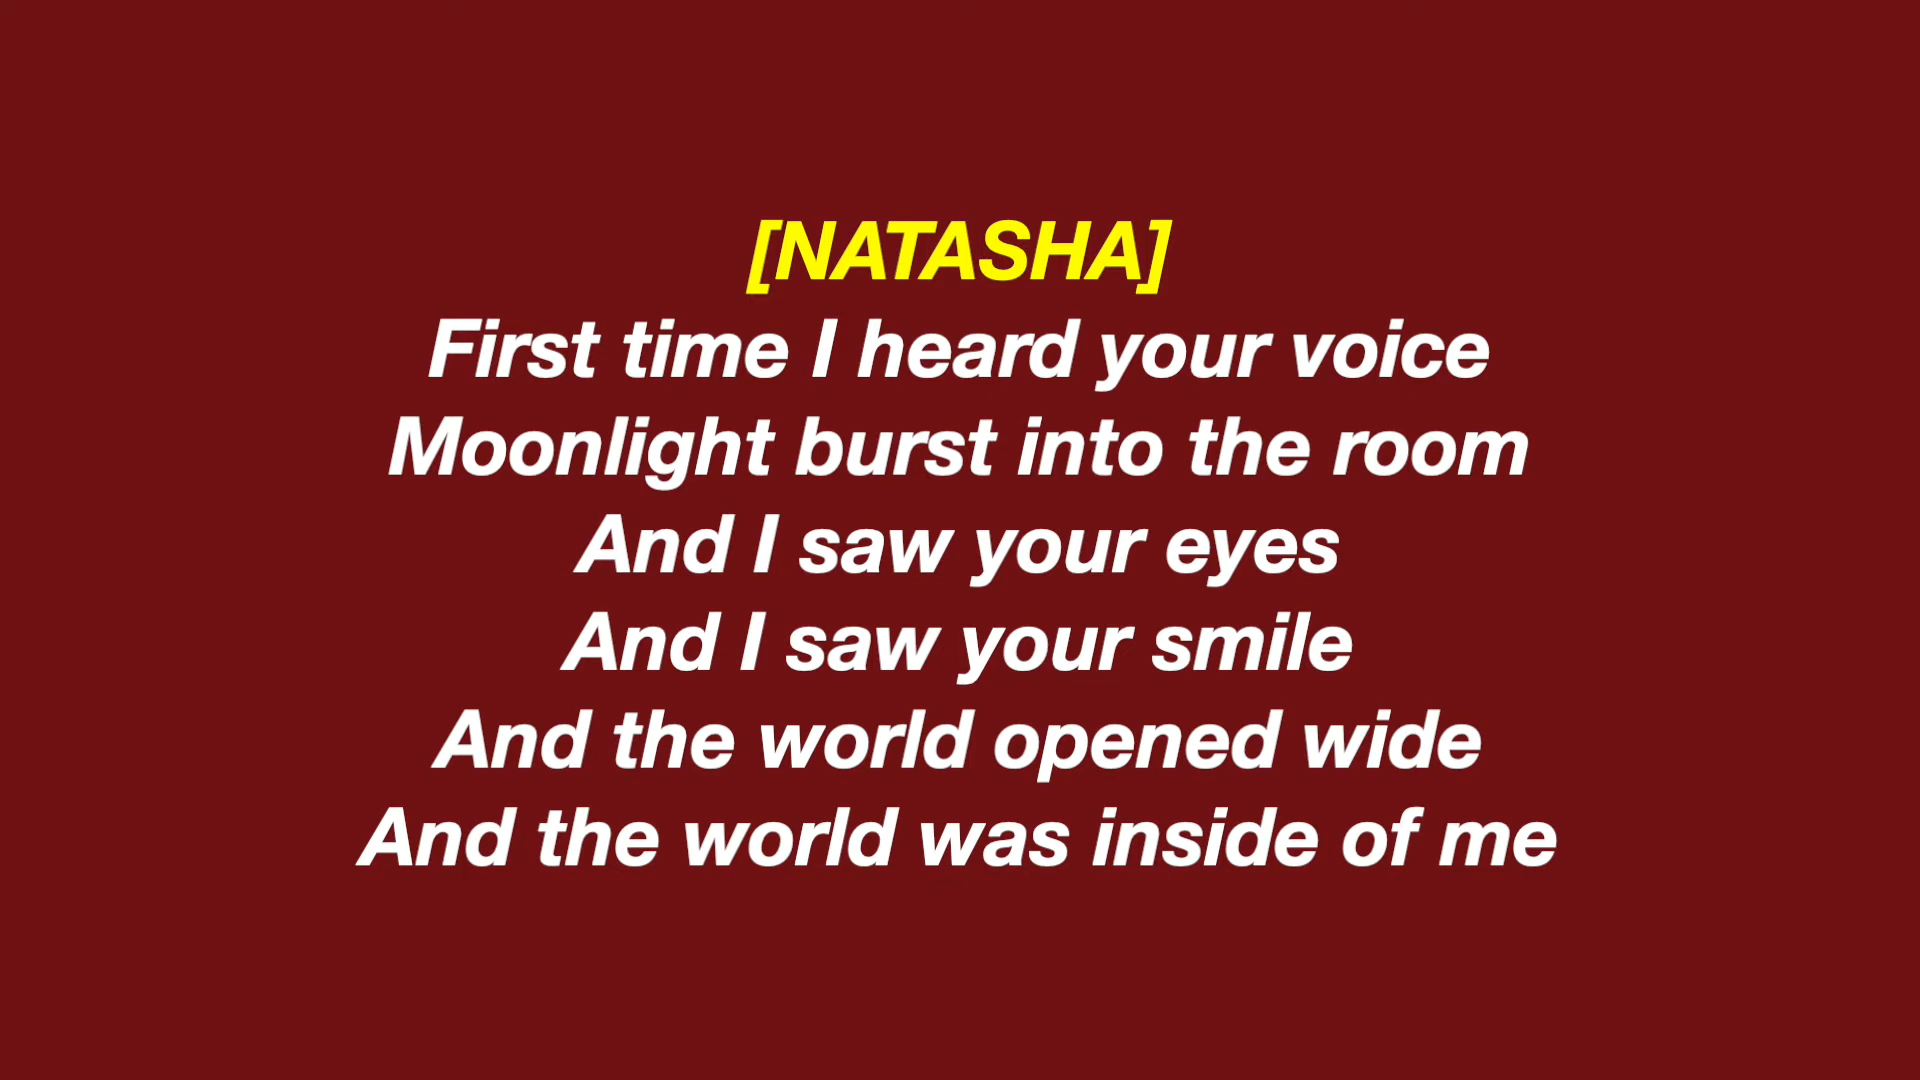 [NATASHA]
First time I heard your voice
Moonlight burst into the room
And I saw your eyes
And I saw your smile
And the world opened wide
And the world was inside of me